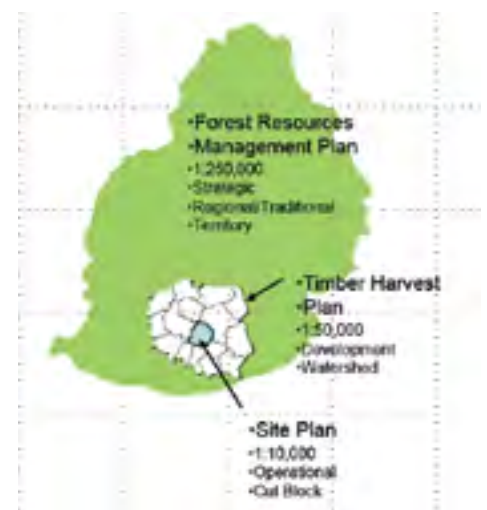 •Forest Resources
•Management Plan
•1:250,000
•Strategic
•Regional/Traditional
•Territory
•Timber Harvest
•Plan
•1:50,000
•Development
•Watershed
•Site Plan
•1:10,000
•Operational
•Cut Block